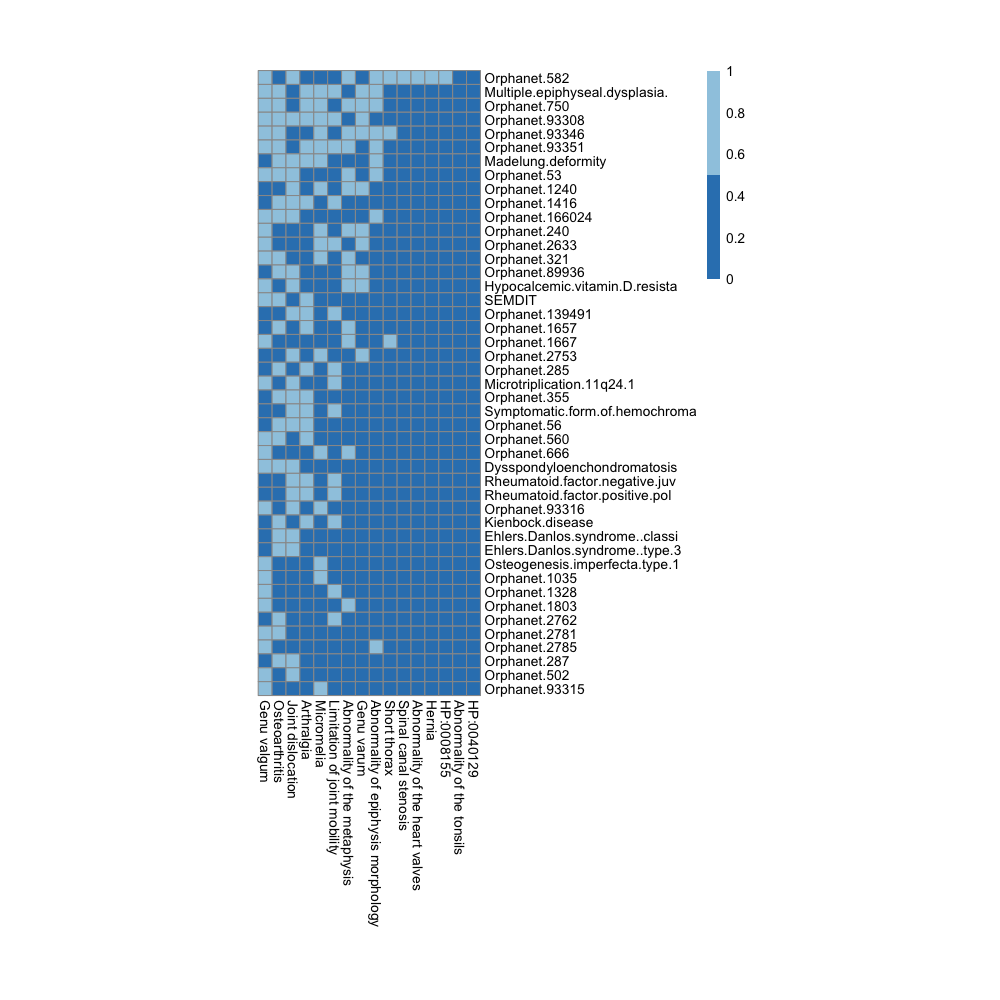 Orphanet.582
Multiple.epiphyseal.dysplasia.
Orphanet.750
Orphanet.93308
Orphanet.93346
Orphanet.93351
Madelung.deformity
Orphanet.53
Orphanet.1240
Orphanet.1416
Orphanet.166024
Orphanet.240
Orphanet.2633
Orphanet.321
Orphanet.89936
Hypocalcemic.vitamin.D.resista
SEMDIT
Orphanet.139491
Orphanet.1657
Orphanet.1667
Orphanet.2753
Orphanet.285
Microtriplication.11q24.1
Orphanet.355
Symptomatic.form.of.hemochroma
Orphanet.56
Orphanet.560
Orphanet.666
Dysspondyloenchondromatosis
Rheumatoid.factor.negative.juv
Rheumatoid.factor.positive.pol
Orphanet.93316
Kienbock.disease
Ehlers.Danlos.syndrome..classi
Ehlers.Danlos.syndrome..type.3
Osteogenesis.imperfecta.type.1
Orphanet.1035
Orphanet.1328
Orphanet.1803
Orphanet.2762
Orphanet.2781
Orphanet.2785
Orphanet.287
Orphanet.502
Orphanet.93315
Genu valgum
Osteoarthritis
Joint dislocation
Arthralgia
Micromelia
Limitation of joint mobility
Abnormality of the metaphysis
Genu varum
Abnormality of epiphysis morphology
Short thorax
Spinal canal stenosis
Abnormality of the heart valves
Hernia
HP:0008155
Abnormality of the tonsils
HP:0040129
1
0.8
0.6
0.4
0.2
0